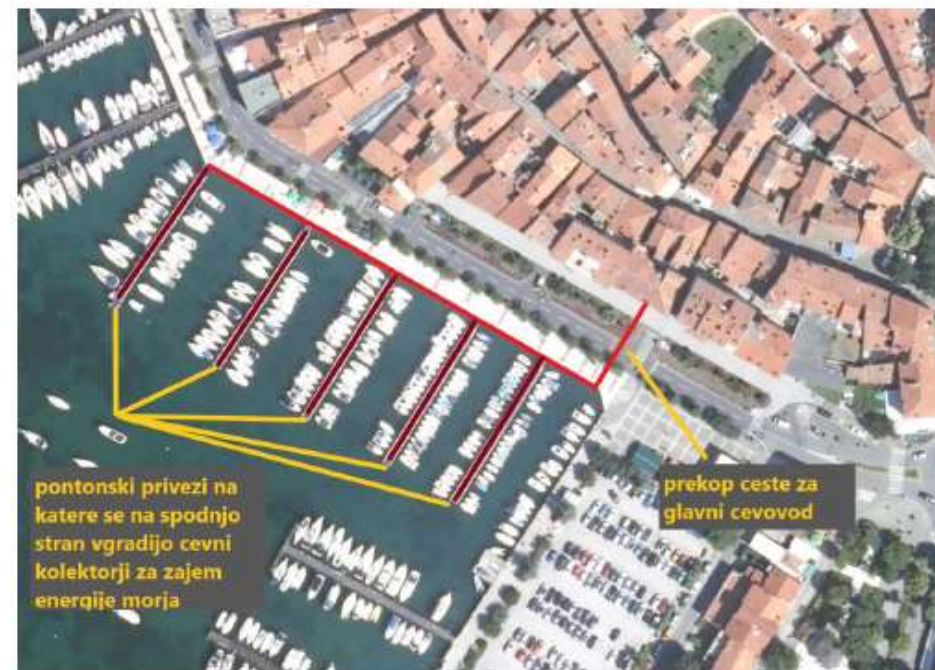 pontonski privezi na
katere se na spodnjo
stran vgradijo cevni
kolektorji za zajem
energije morja
prekop ceste za
glavni cevovod